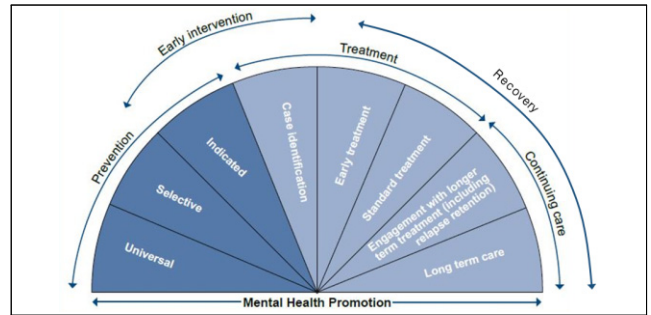 Early intervention
Treatment
Recovery
Prevention
Continuing care
Universal
Selective
Indicated
Case identification
Early treatment
Standard treatment
Engagement with longer
term treatment (including
relapse retention)
Long term care
Mental Health Promotion